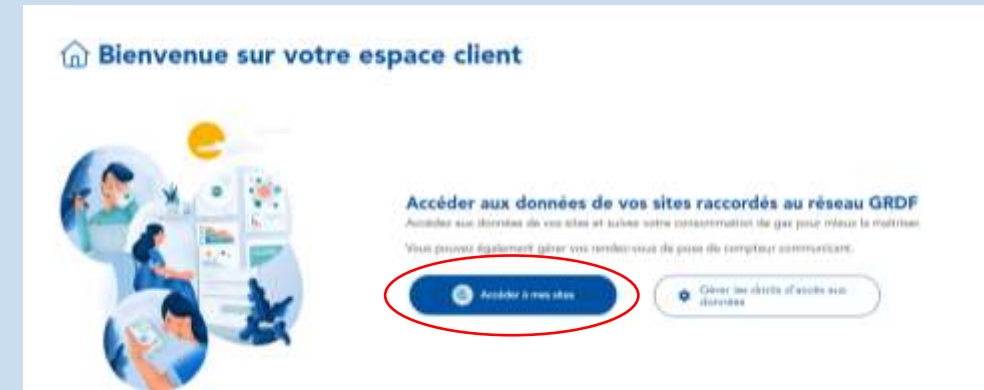 Bienvenue sur votre espace client
Accéder aux données de vos sites raccordés au réseau GRDF
Accédez aux données de vos sites et suivez votre consommation de gaz pour mieux la maîtriser.
Vous pouvez également gérer vos rendez-vous de pose de compteur communicant.
Accéder à mes sites
Gérer les droits d'accès aux
données